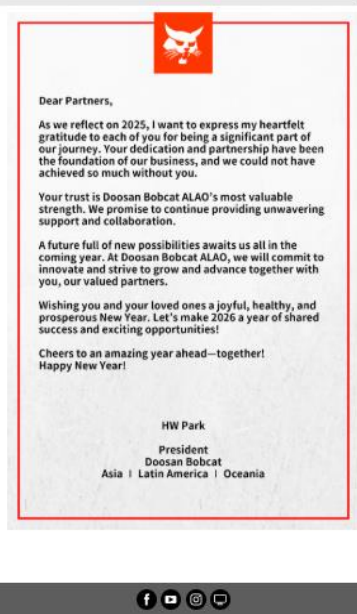 Dear Partners,
As we reflect on 2025, I want to express my heartfelt
gratitude to each of you for being a significant part of
our journey. Your dedication and partnership have been
the foundation of our business, and we could not have
achieved so much without you.
Your trust is Doosan Bobcat ALAO's most valuable
strength. We promise to continue providing unwavering
support and collaboration.
A future full of new possibilities awaits us all in the
coming year. At Doosan Bobcat ALAO, we will commit to
innovate and strive to grow and advance together with
you, our valued partners.
Wishing you and your loved ones a joyful, healthy, and
prosperous New Year. Let's make 2026 a year of shared
success and exciting opportunities!
Cheers to an amazing year ahead—together!
Happy New Year!
HW Park
President
Doosan Bobcat
Asia | Latin America | Oceania